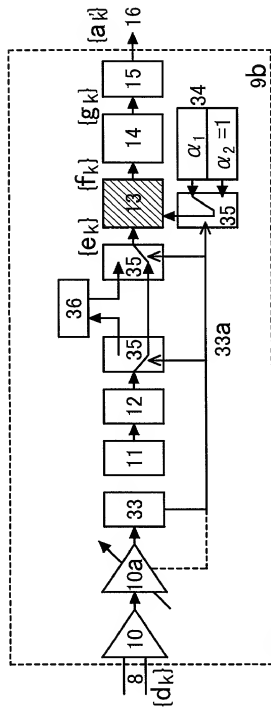 9b
8
{dk}
10
10a
33
11
12
35
36
35
{ek}
13
{fk}
14
{gk}
15
{a'k}
16
33a
35
α1
α2 =1
34